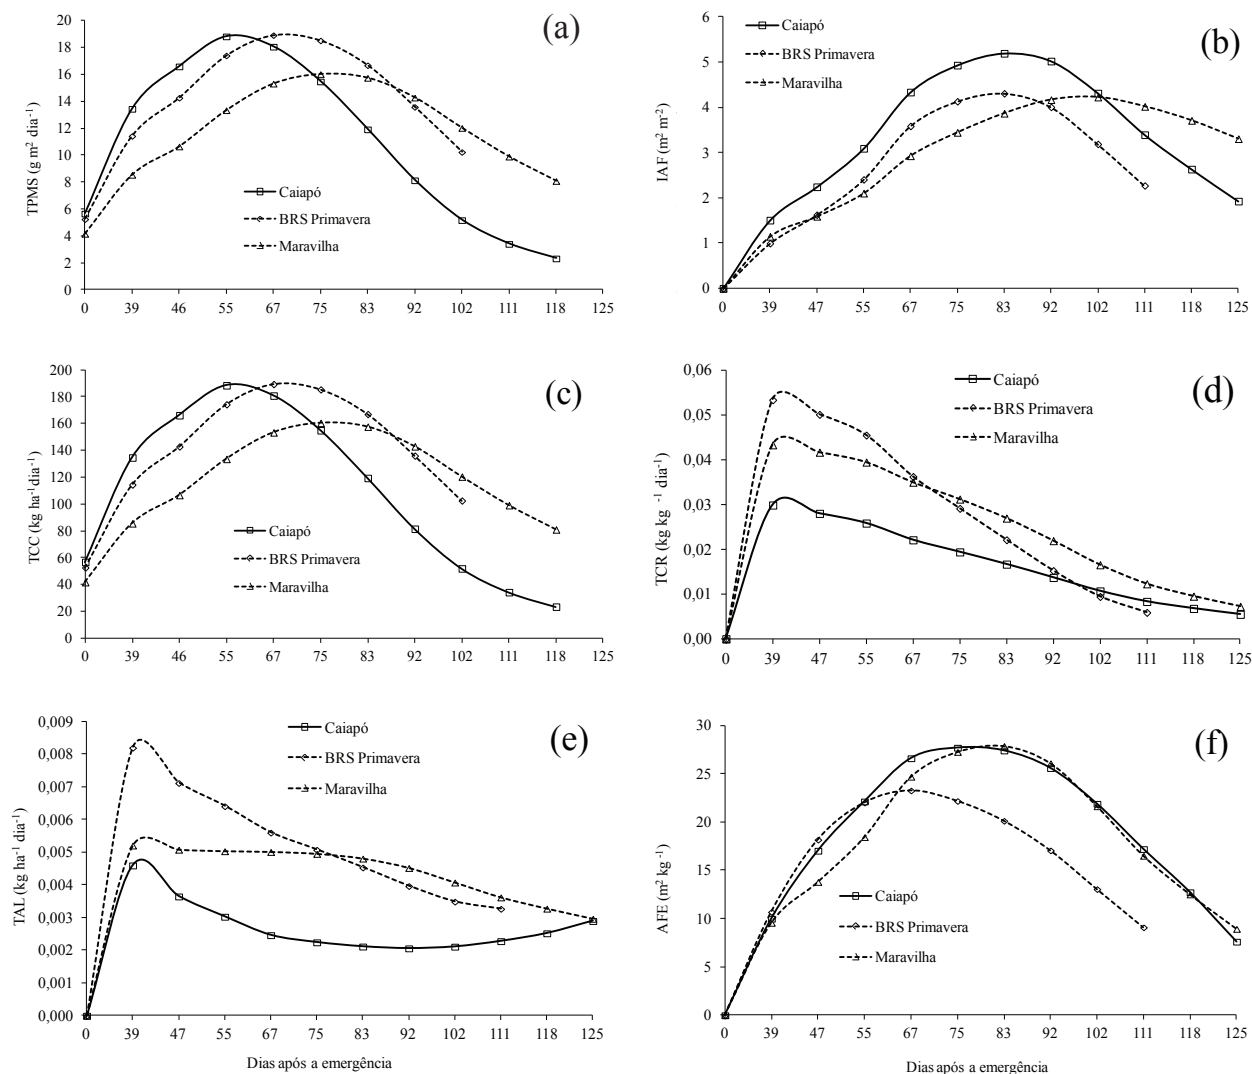 (a)
TPMS (g m² dia⁻¹)
20
18
16
14
12
10
8
6
4
2
0
Caiapó
BRS Primavera
Maravilha
0 39 46 55 67 75 83 92 102 111 118 125
(b)
IAF (m² m⁻²)
6
5
4
3
2
1
0
Caiapó
BRS Primavera
Maravilha
0 39 47 55 67 75 83 92 102 111 118 125
(c)
TCC (kg ha⁻¹dia⁻¹)
200
180
160
140
120
100
80
60
40
20
0
Caiapó
BRS Primavera
Maravilha
0 39 46 55 67 75 83 92 102 111 118 125
(d)
TCR (kg kg ⁻¹ dia⁻¹)
0,06
0,05
0,04
0,03
0,02
0,01
0,00
Caiapó
BRS Primavera
Maravilha
0 39 47 55 67 75 83 92 102 111 118 125
(e)
TAL (kg ha⁻¹ dia⁻¹)
0,009
0,008
0,007
0,006
0,005
0,004
0,003
0,002
0,001
0,000
Caiapó
BRS Primavera
Maravilha
0 39 47 55 67 75 83 92 102 111 118 125
Dias após a emergência
(f)
AFE (m² kg⁻¹)
30
25
20
15
10
5
0
Caiapó
BRS Primavera
Maravilha
0 39 47 55 67 75 83 92 102 111 118 125
Dias após a emergência